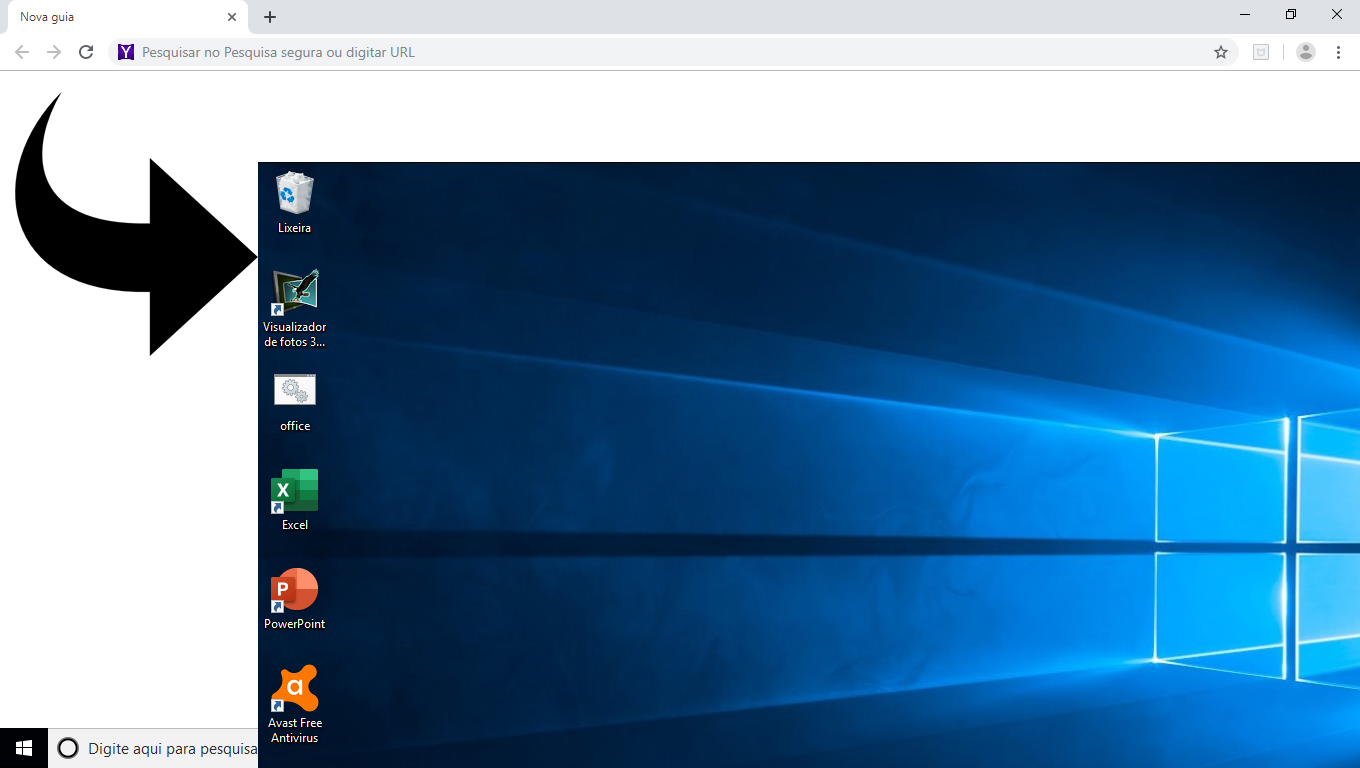 Nova guia
Pesquisar no Pesquisa segura ou digitar URL
Lixeira
Visualizador
de fotos 3...
office
Excel
PowerPoint
Avast Free
Antivirus
Digite aqui para pesquisa